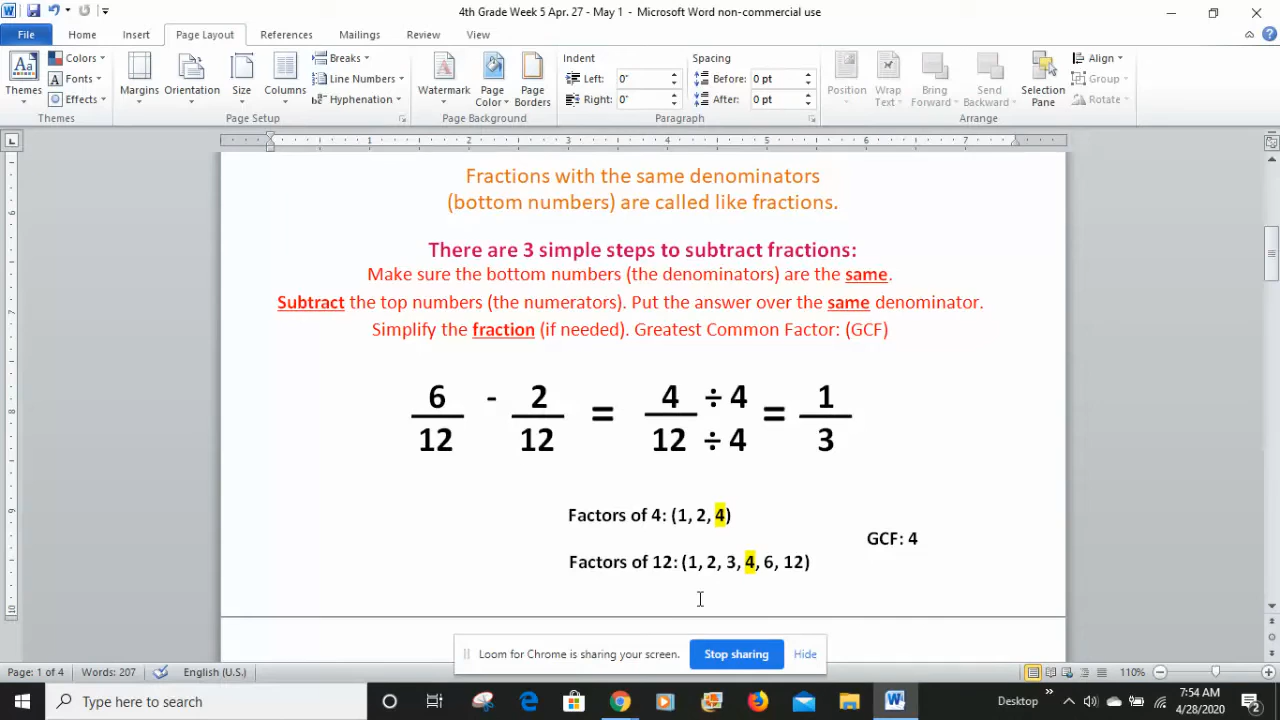 4th Grade Week 5 Apr. 27 - May 1 - Microsoft Word non-commercial use
File Home Insert Page Layout References Mailings Review View
Themes Colors Fonts Effects
Themes
Margins Orientation Size Columns Breaks Line Numbers Hyphenation
Page Setup
Watermark Page Color Page Borders
Page Background
Indent Spacing
Left: 0" Before: 0 pt
Right: 0" After: 0 pt
Paragraph
Position Wrap Text Bring Forward Send Backward Selection Pane Align Group Rotate
Arrange
1 2 3 4 5 6 7
Fractions with the same denominators
(bottom numbers) are called like fractions.
There are 3 simple steps to subtract fractions:
Make sure the bottom numbers (the denominators) are the same.
Subtract the top numbers (the numerators). Put the answer over the same denominator.
Simplify the fraction (if needed). Greatest Common Factor: (GCF)
6 - 2 = 4 ÷ 4 = 1
12 12 12 ÷ 4 3
Factors of 4: (1, 2, 4)
GCF: 4
Factors of 12: (1, 2, 3, 4, 6, 12)
Loom for Chrome is sharing your screen. Stop sharing Hide
Page: 1 of 4 Words: 207 English (U.S.) 110%
Type here to search
Desktop
7:54 AM
4/28/2020